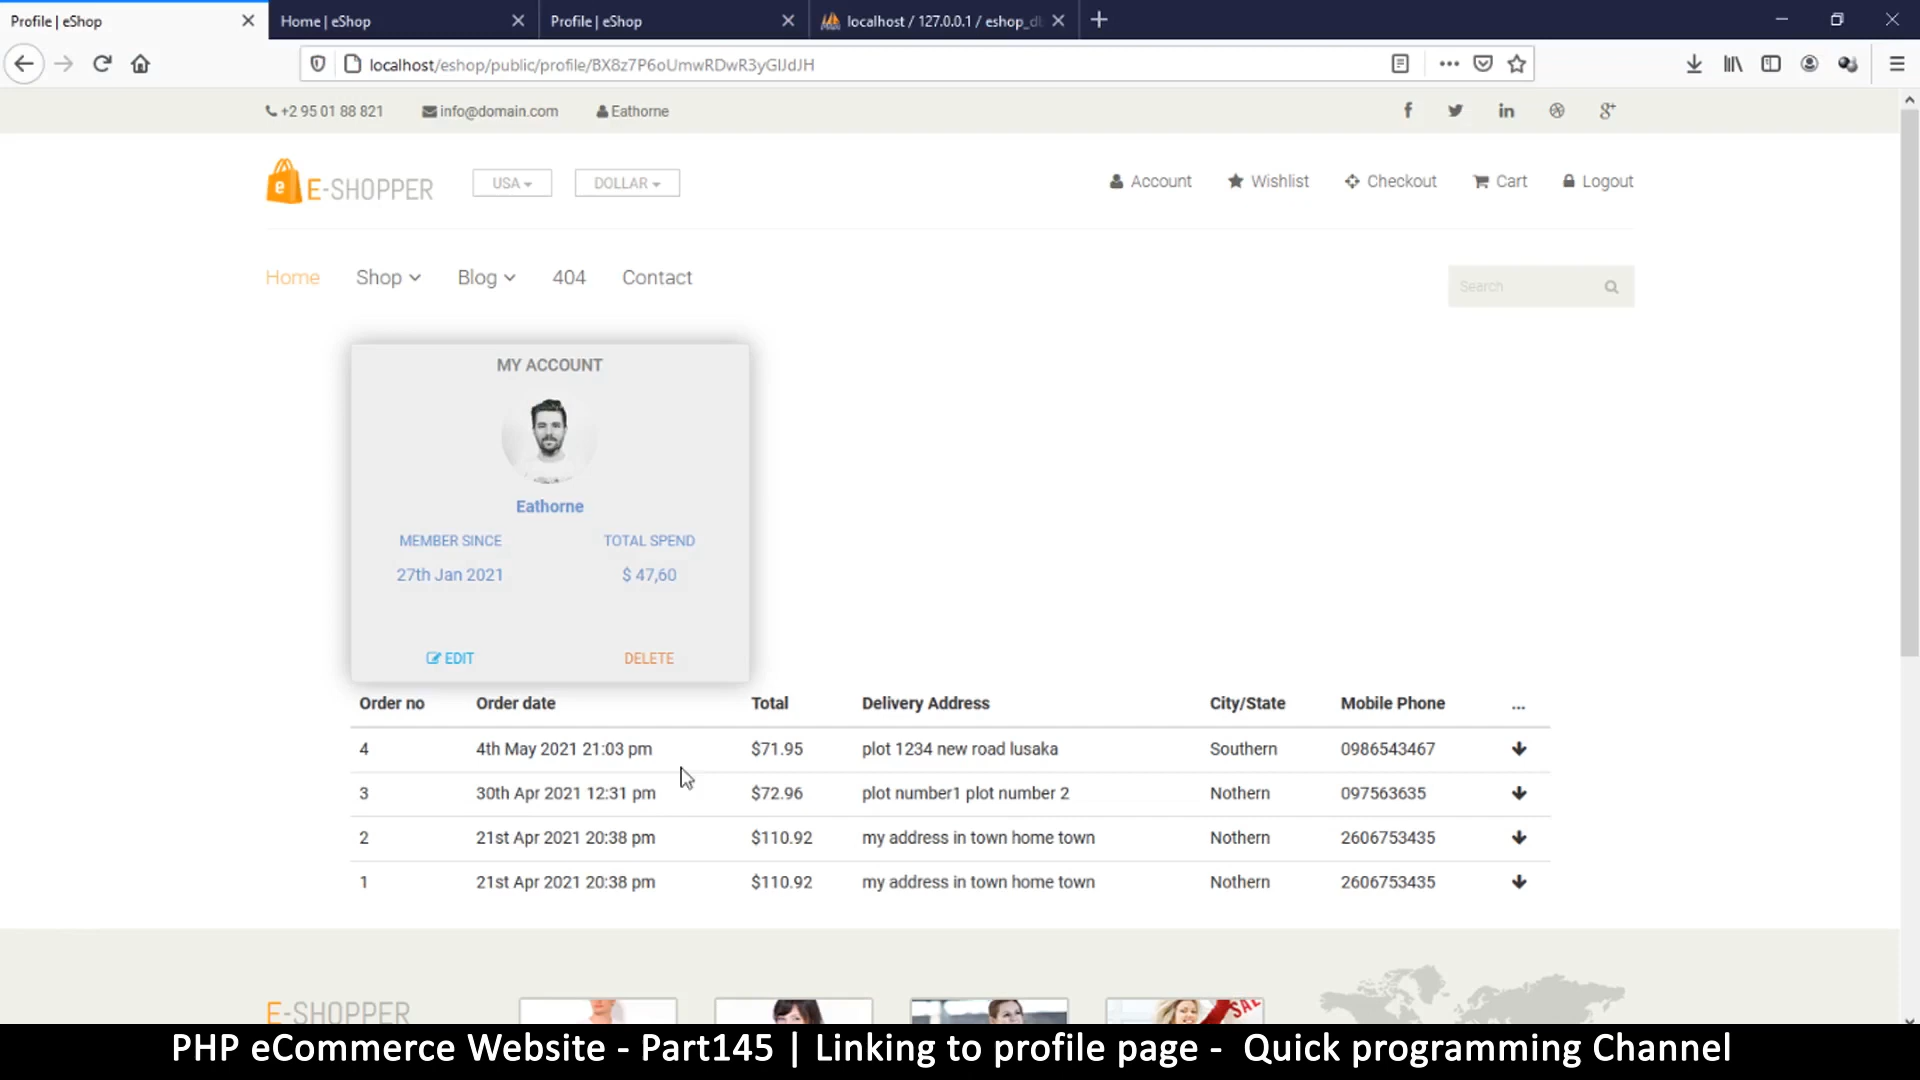 Profile | eShop
Home | eShop
Profile | eShop
localhost / 127.0.0.1 / eshop_db
localhost/eshop/public/profile/BX8z7P6oUmwRDwR3yGIJdJH
+2 95 01 88 821
info@domain.com
Eathorne
E-SHOPPER
USA
DOLLAR
Account
Wishlist
Checkout
Cart
Logout
Home
Shop
Blog
404
Contact
Search
MY ACCOUNT
Eathorne
MEMBER SINCE
TOTAL SPEND
27th Jan 2021
$ 47,60
EDIT
DELETE
Order no Order date Total Delivery Address City/State Mobile Phone ...
4 4th May 2021 21:03 pm $71.95 plot 1234 new road lusaka Southern 0986543467
3 30th Apr 2021 12:31 pm $72.96 plot number1 plot number 2 Nothern 097563635
2 21st Apr 2021 20:38 pm $110.92 my address in town home town Nothern 2606753435
1 21st Apr 2021 20:38 pm $110.92 my address in town home town Nothern 2606753435
E-SHOPPER
SALE
PHP eCommerce Website - Part145 | Linking to profile page - Quick programming Channel